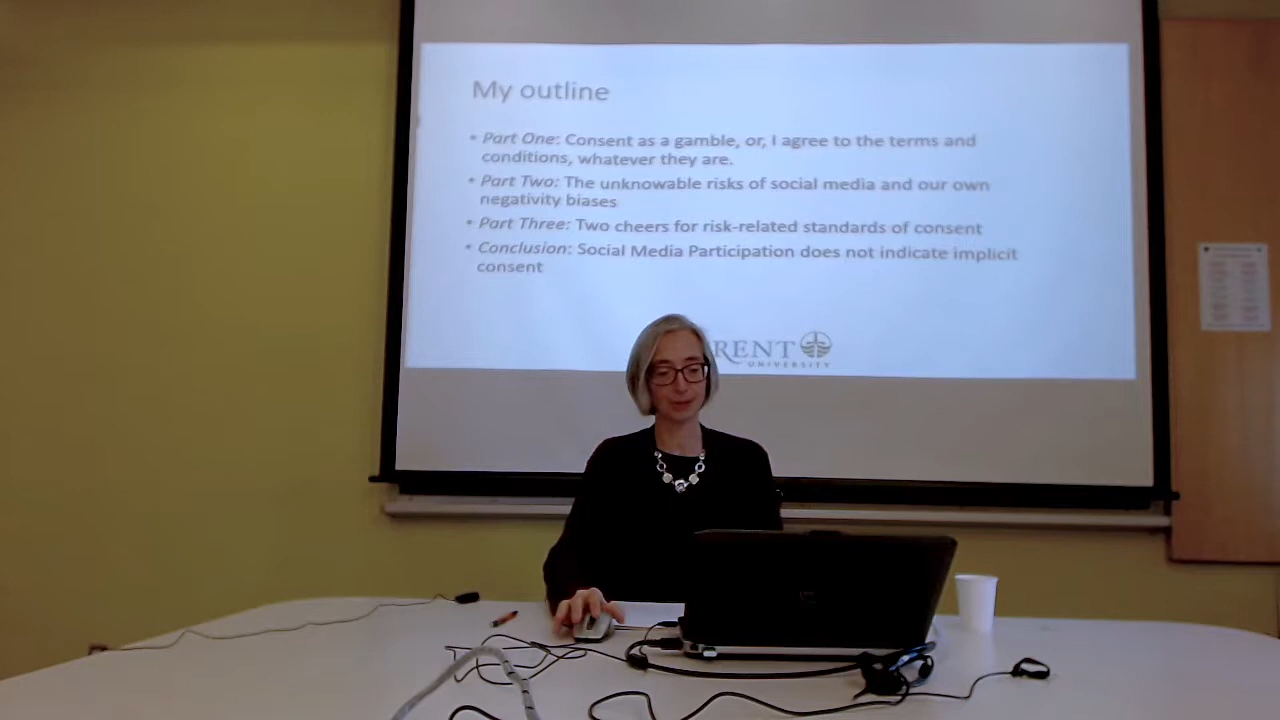 My outline
• Part One: Consent as a gamble, or, I agree to the terms and
conditions, whatever they are.
• Part Two: The unknowable risks of social media and our own
negativity biases
• Part Three: Two cheers for risk-related standards of consent
• Conclusion: Social Media Participation does not indicate implicit
consent
RENT
UNIVERSITY